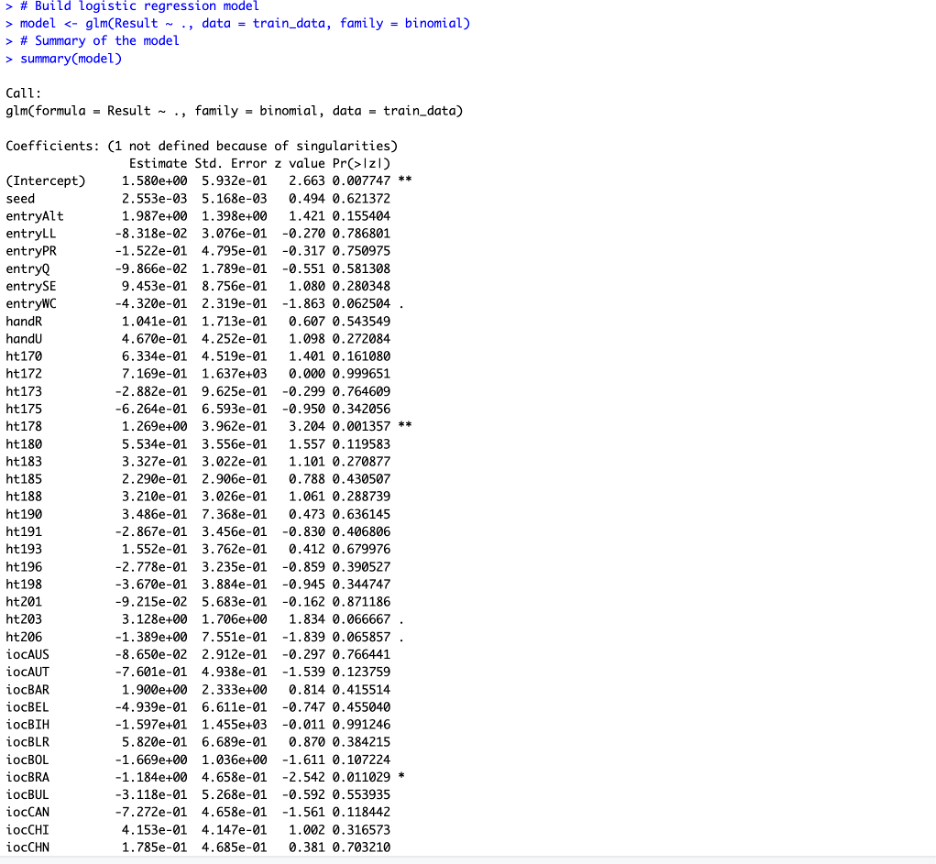 > # Build logistic regression model
> model <- glm(Result ~ ., data = train_data, family = binomial)
> # Summary of the model
> summary(model)
Call:
glm(formula = Result ~ ., family = binomial, data = train_data)
Coefficients: (1 not defined because of singularities)
Estimate Std. Error z value Pr(>|z|)
(Intercept) 1.580e+00 5.932e-01 2.663 0.007747 **
seed 2.553e-03 5.168e-03 0.494 0.621372
entryAlt 1.987e+00 1.398e+00 1.421 0.155404
entryLL -8.318e-02 3.076e-01 -0.270 0.786801
entryPR -1.522e-01 4.795e-01 -0.317 0.750975
entryQ -9.866e-02 1.789e-01 -0.551 0.581308
entrySE 9.453e-01 8.756e-01 1.080 0.280348
entryWC -4.320e-01 2.319e-01 -1.863 0.062504 .
handR 1.041e-01 1.713e-01 0.607 0.543549
handU 4.670e-01 4.252e-01 1.098 0.272084
ht170 6.334e-01 4.519e-01 1.401 0.161080
ht172 7.169e-01 1.637e+03 0.000 0.999651
ht173 -2.882e-01 9.625e-01 -0.299 0.764609
ht175 -6.264e-01 6.593e-01 -0.950 0.342056
ht178 1.269e+00 3.962e-01 3.204 0.001357 **
ht180 5.534e-01 3.556e-01 1.557 0.119583
ht183 3.327e-01 3.022e-01 1.101 0.270877
ht185 2.290e-01 2.906e-01 0.788 0.430507
ht188 3.210e-01 3.026e-01 1.061 0.288739
ht190 3.486e-01 7.368e-01 0.473 0.636145
ht191 -2.867e-01 3.456e-01 -0.830 0.406806
ht193 1.552e-01 3.762e-01 0.412 0.679976
ht196 -2.778e-01 3.235e-01 -0.859 0.390527
ht198 -3.670e-01 3.884e-01 -0.945 0.344747
ht201 -9.215e-02 5.683e-01 -0.162 0.871186
ht203 3.128e+00 1.706e+00 1.834 0.066667 .
ht206 -1.389e+00 7.551e-01 -1.839 0.065857 .
iocAUS -8.650e-02 2.912e-01 -0.297 0.766441
iocAUT -7.601e-01 4.938e-01 -1.539 0.123759
iocBAR 1.900e+00 2.333e+00 0.814 0.415514
iocBEL -4.939e-01 6.611e-01 -0.747 0.455040
iocBIH -1.597e+01 1.455e+03 -0.011 0.991246
iocBLR 5.820e-01 6.689e-01 0.870 0.384215
iocBOL -1.669e+00 1.036e+00 -1.611 0.107224
iocBRA -1.184e+00 4.658e-01 -2.542 0.011029 *
iocBUL -3.118e-01 5.268e-01 -0.592 0.553935
iocCAN -7.272e-01 4.658e-01 -1.561 0.118442
iocCHI 4.153e-01 4.147e-01 1.002 0.316573
iocCHN 1.785e-01 4.685e-01 0.381 0.703210